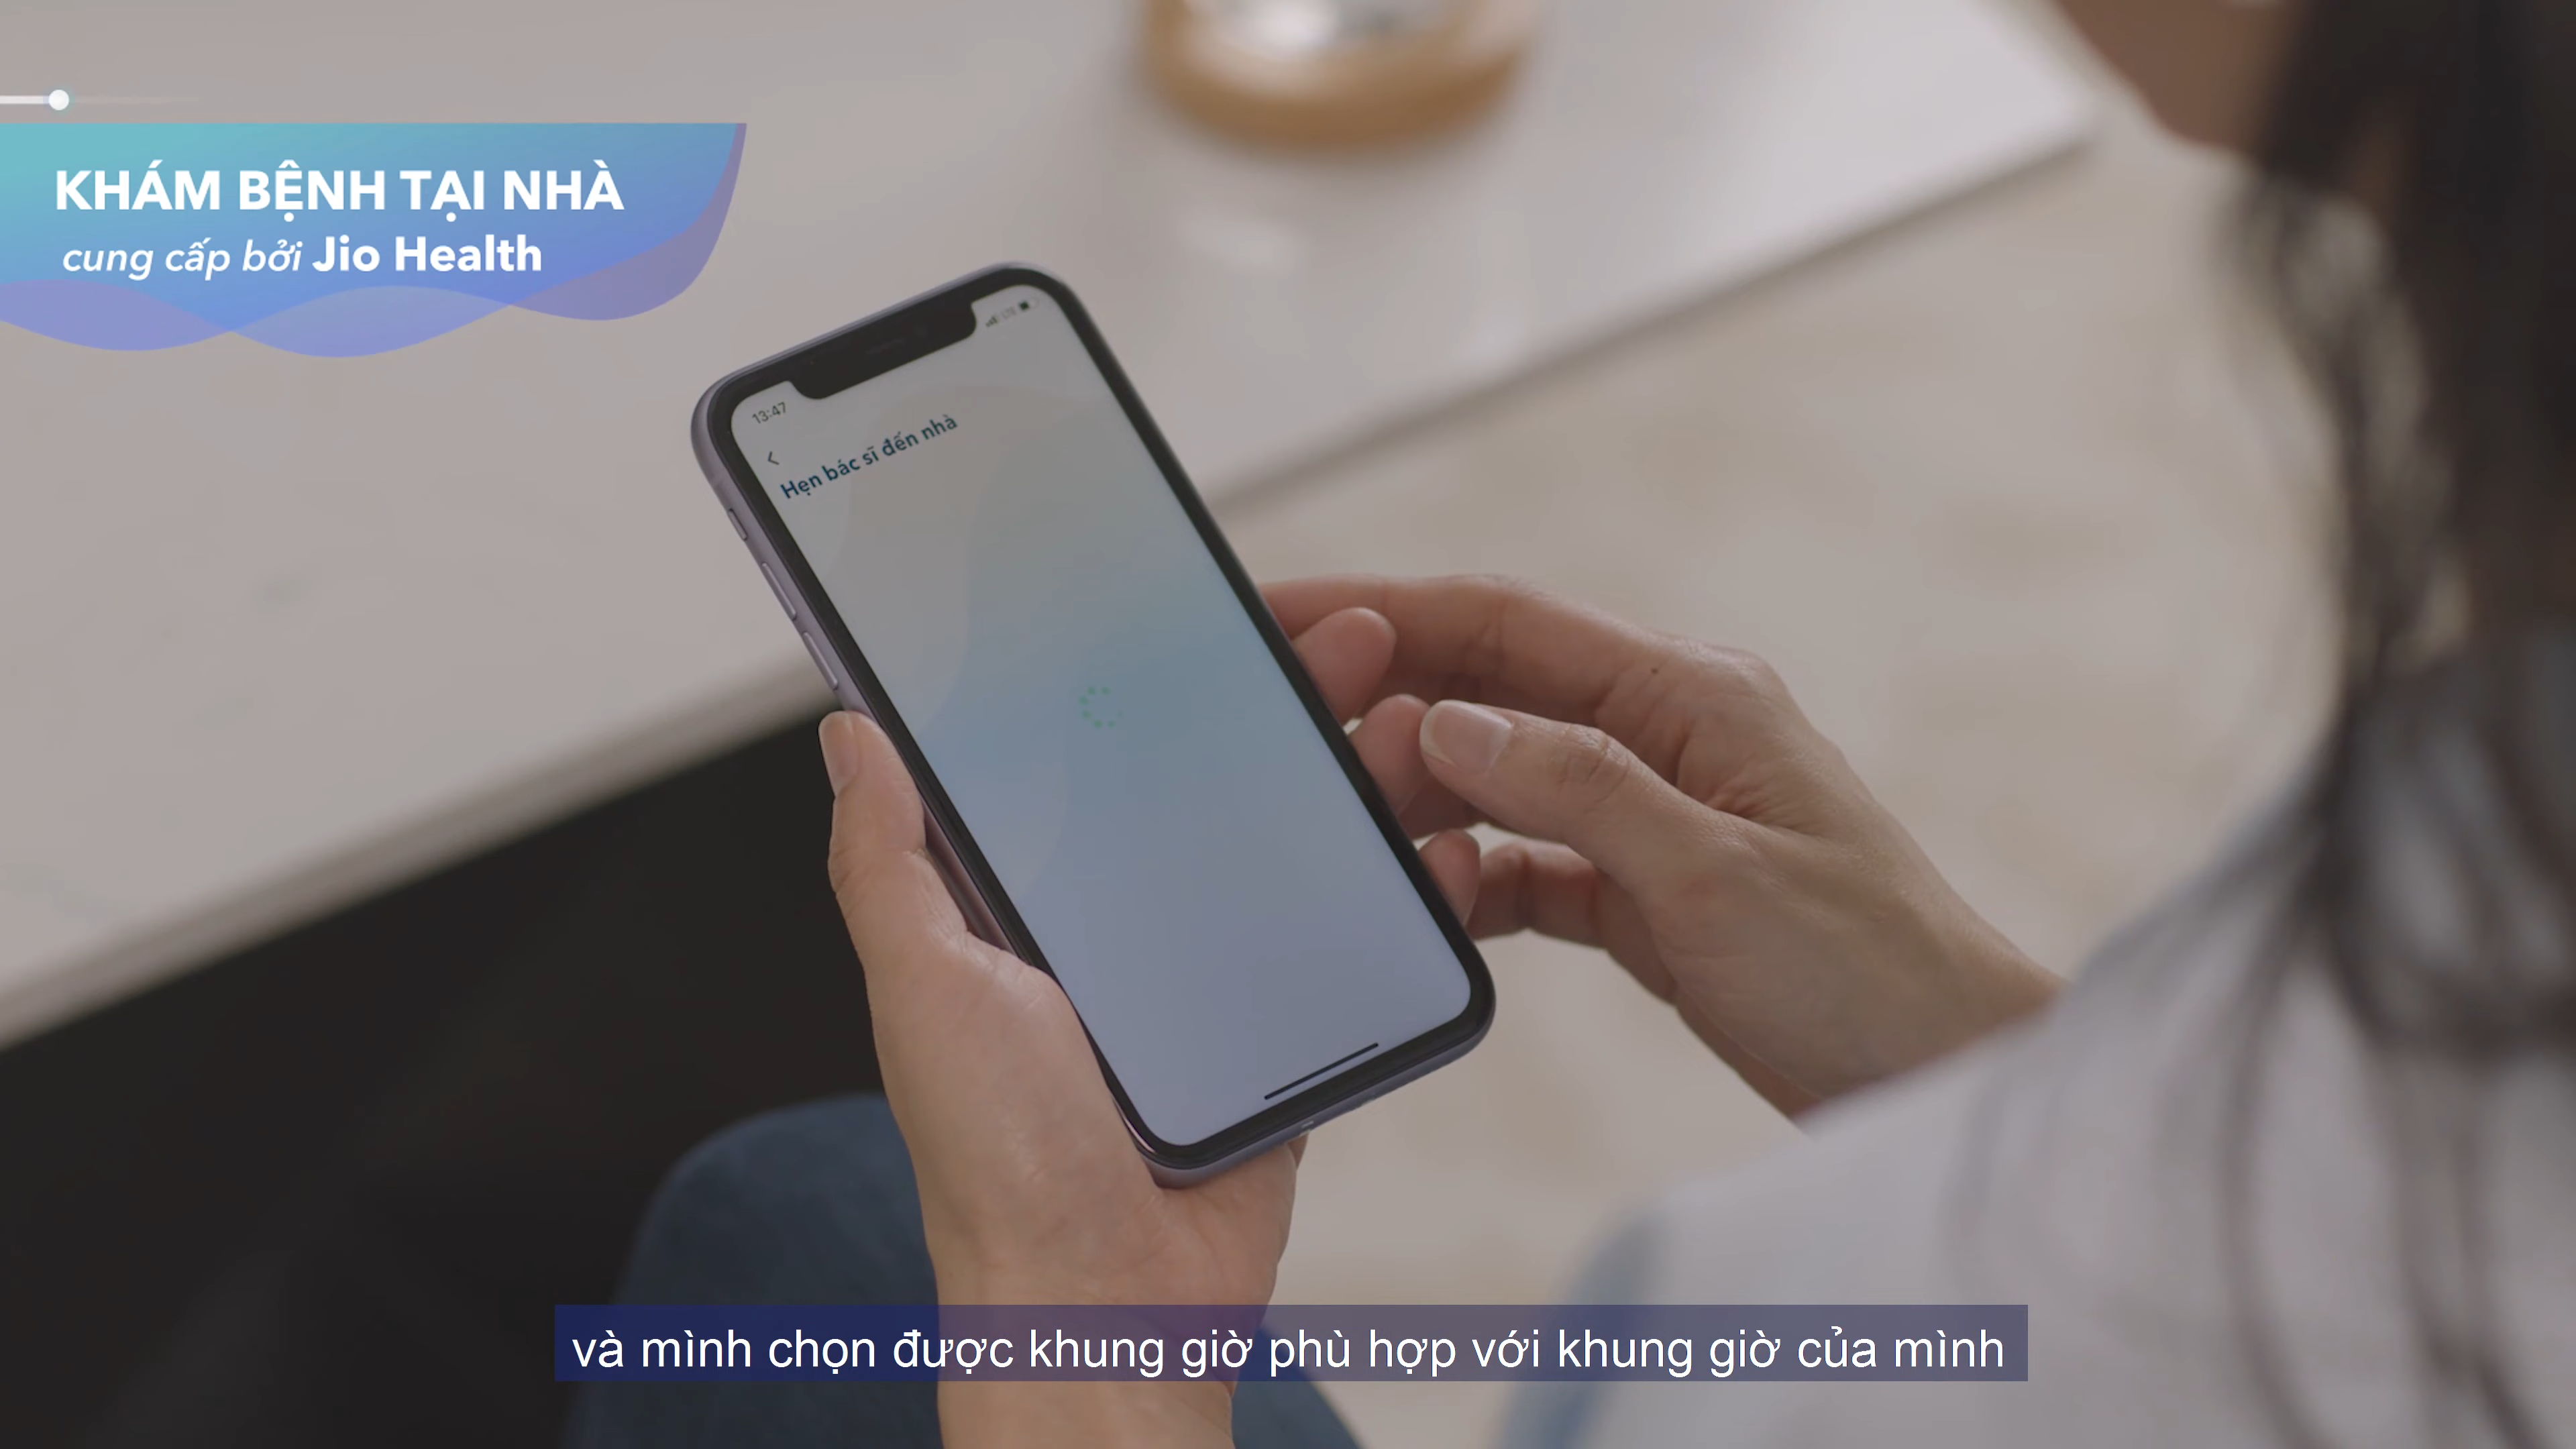 KHÁM BỆNH TẠI NHÀ
cung cấp bởi Jio Health
LTE
13:47
Hẹn bác sĩ đến nhà
và mình chọn được khung giờ phù hợp với khung giờ của mình